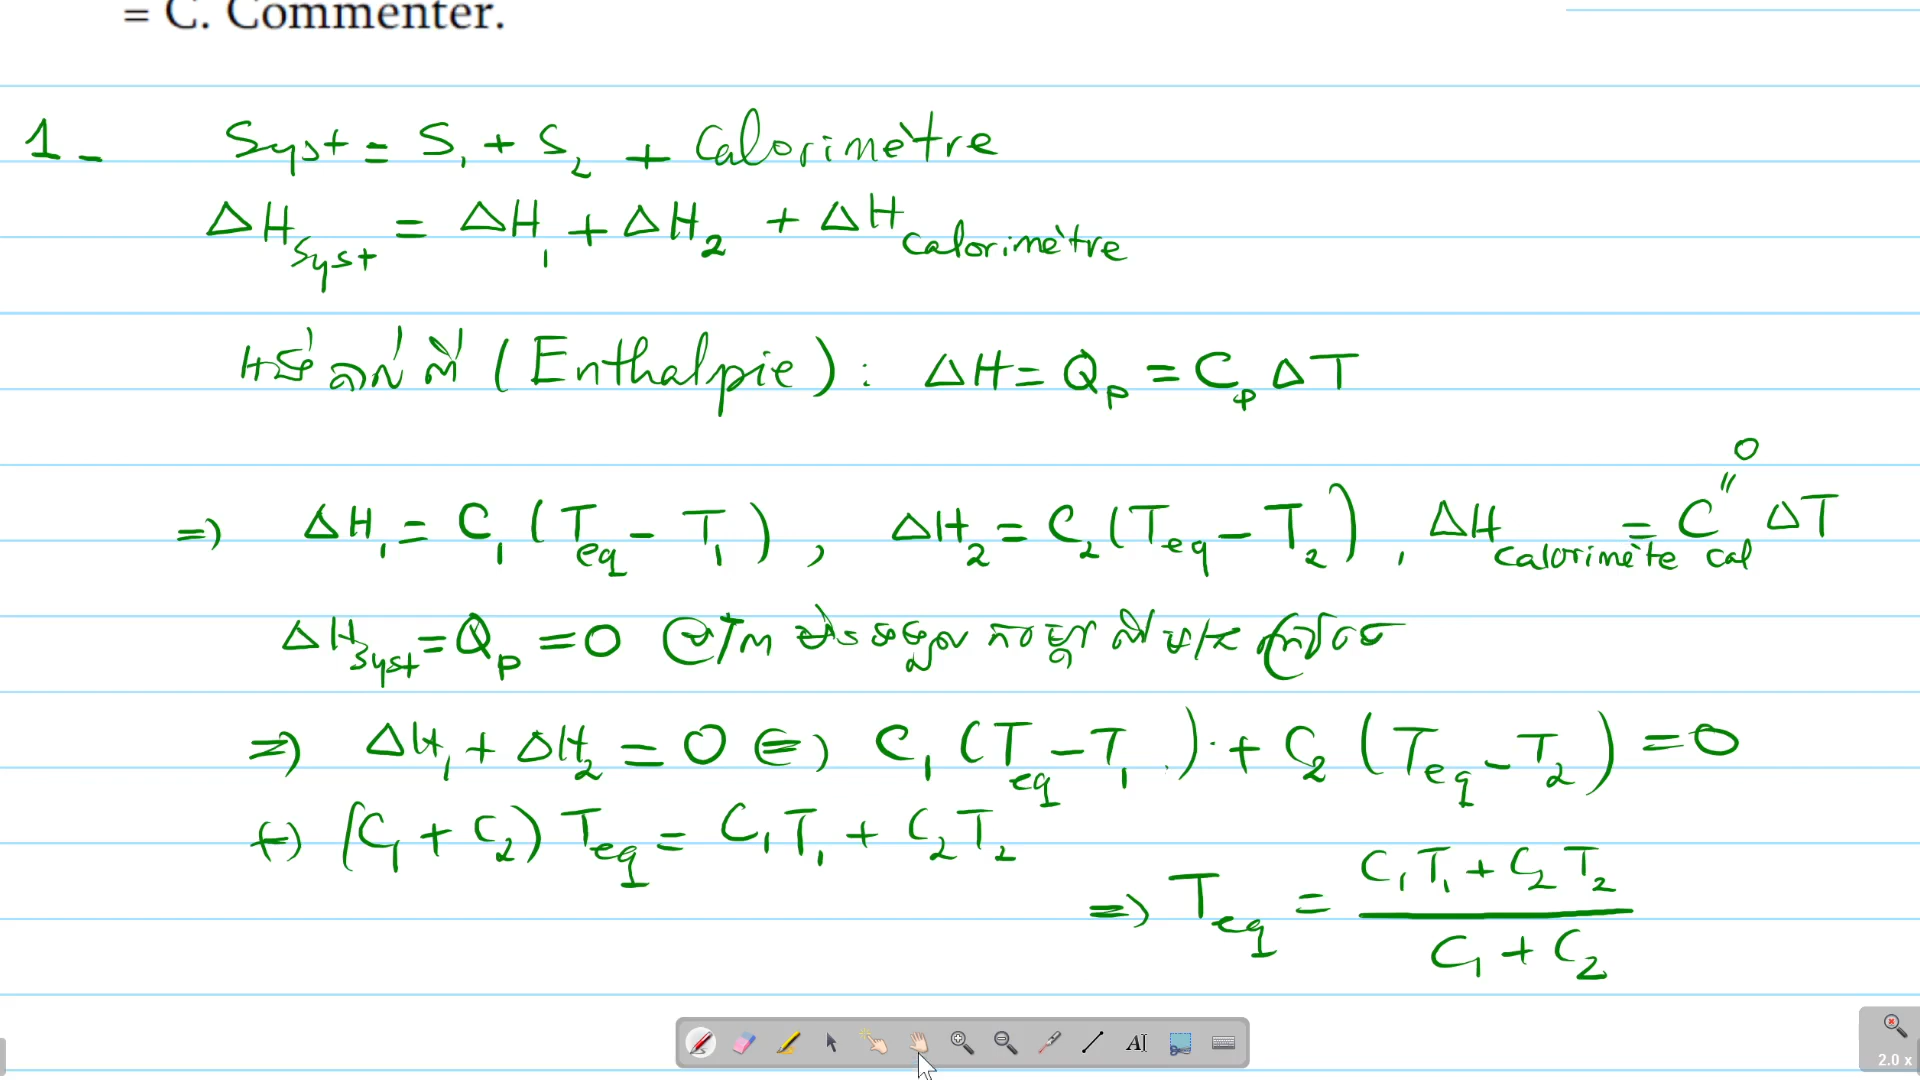 = C. Commenter.
1 - Syst = S₁ + S₂ + Calorimètre
ΔH_Syst = ΔH₁ + ΔH₂ + ΔH_calorimètre
(Enthalpie) : ΔH = Q_p = C_p ΔT
=> ΔH₁ = C₁ (T_eq - T₁), ΔH₂ = C₂ (T_eq - T₂), ΔH_calorimète = C_cal ΔT " 0
ΔH_Syst = Q_p = 0
=> ΔH₁ + ΔH₂ = 0 <=> C₁ (T_eq - T₁) + C₂ (T_eq - T₂) = 0
(C₁ + C₂) T_eq = C₁T₁ + C₂T₂
=> T_eq = (C₁T₁ + C₂T₂) / (C₁ + C₂)
AI
2.0 x